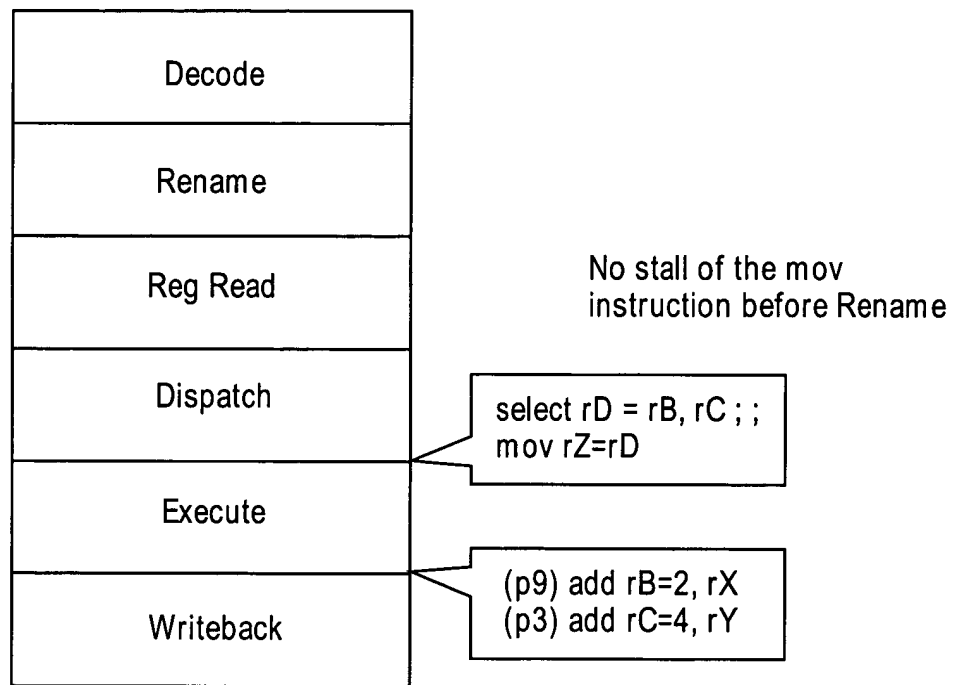 Decode
Rename
Reg Read
No stall of the mov
instruction before Rename
Dispatch
select rD = rB, rC ; ;
mov rZ=rD
Execute
(p9) add rB=2, rX
(p3) add rC=4, rY
Writeback